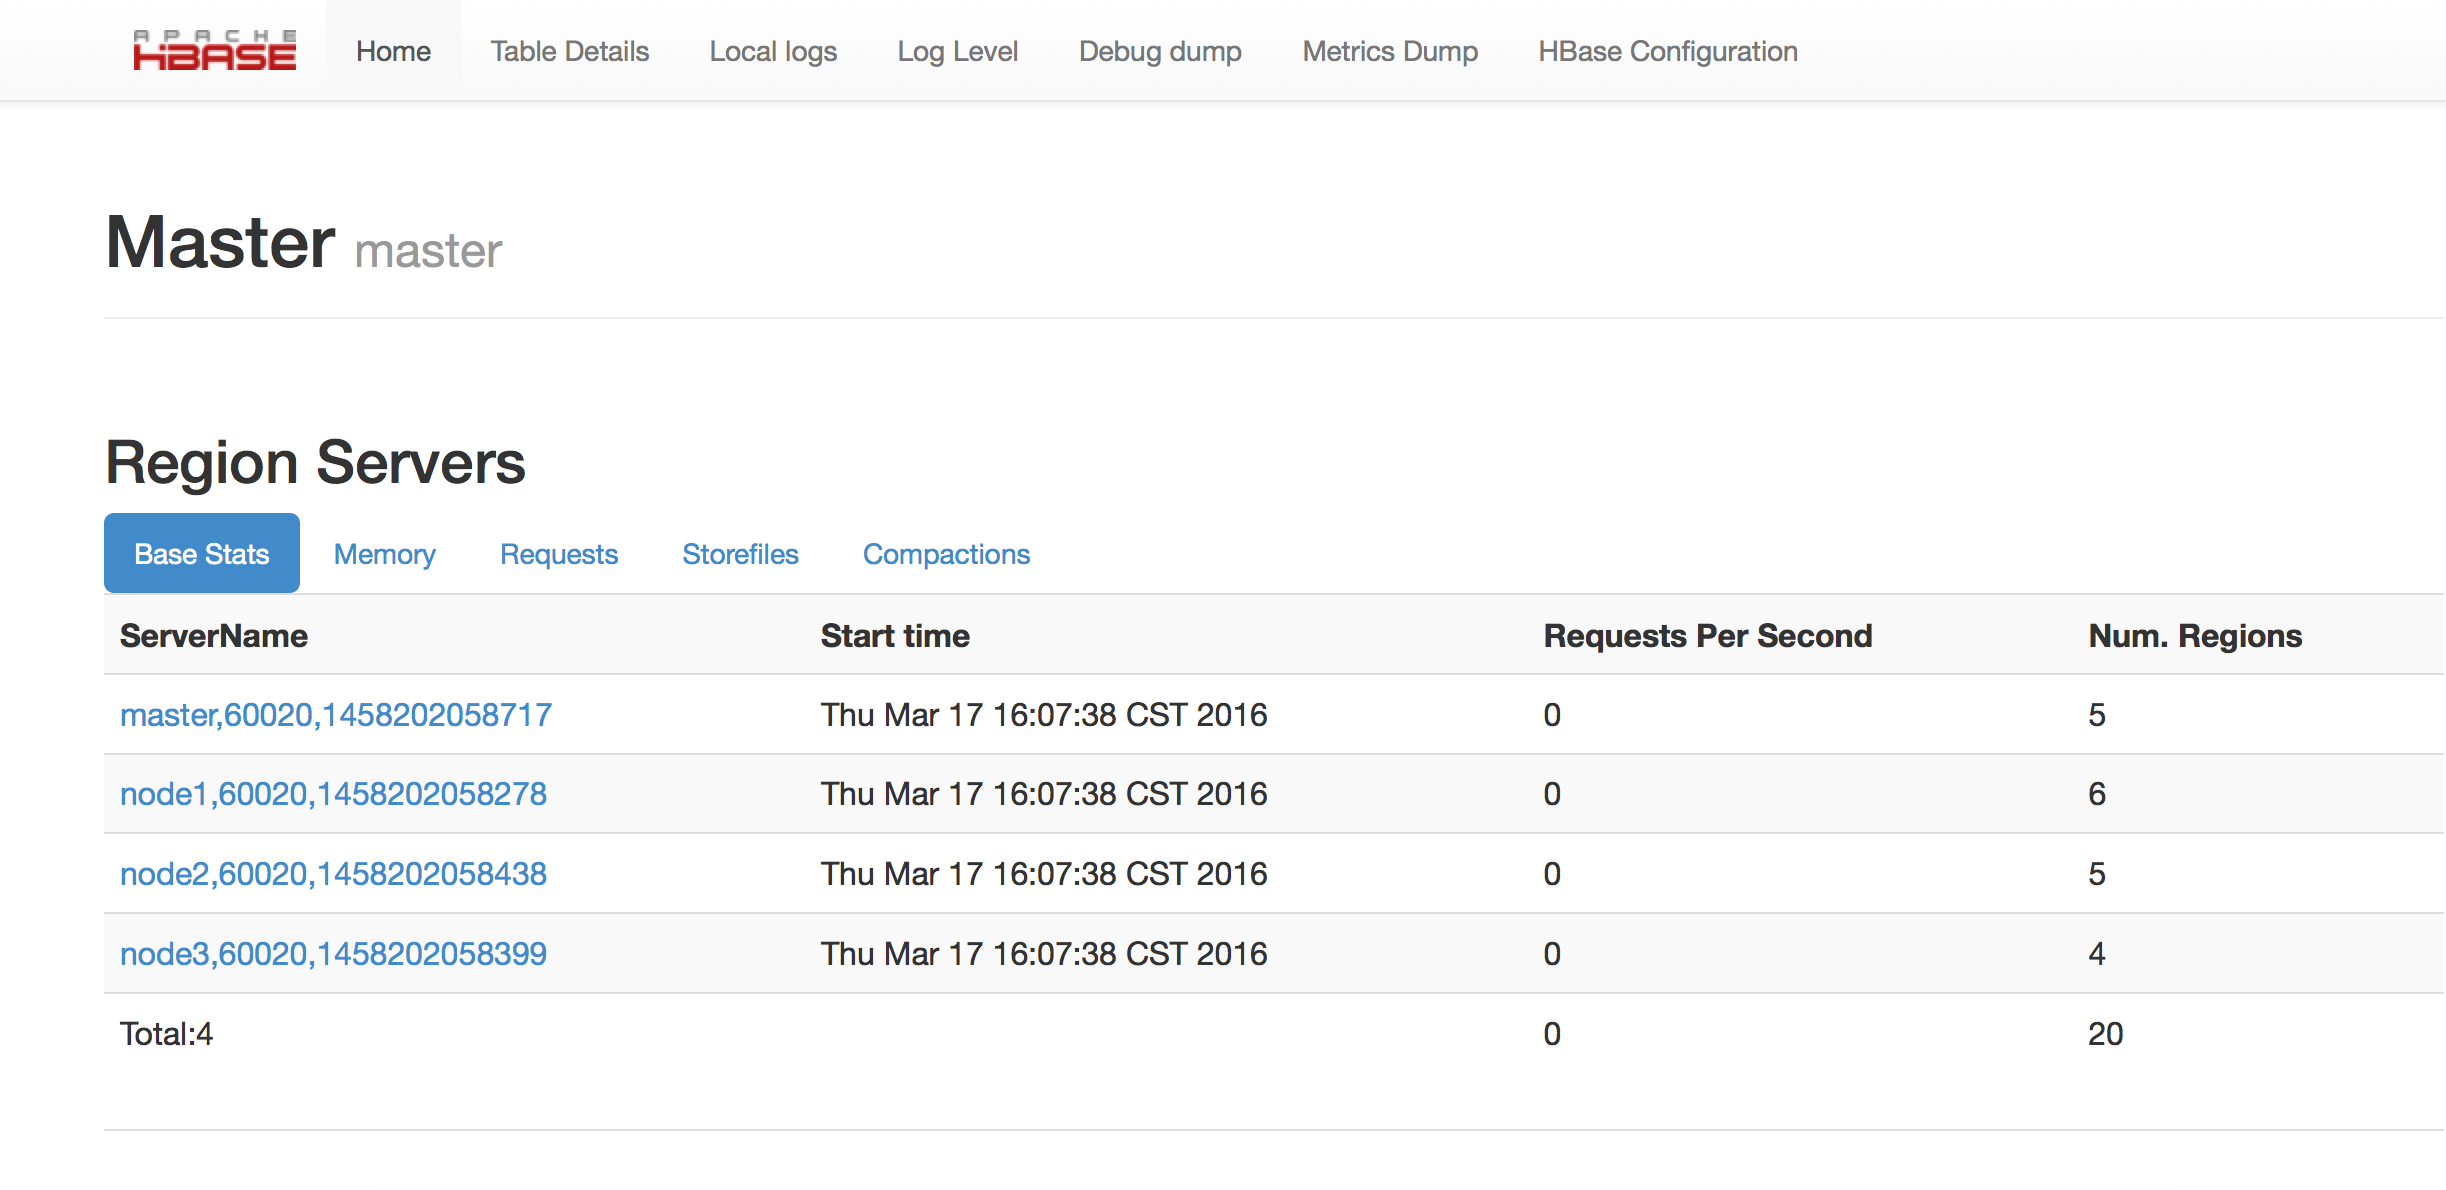 APACHE
HBASE
Home Table Details Local logs Log Level Debug dump Metrics Dump HBase Configuration
Master master
Region Servers
Base Stats Memory Requests Storefiles Compactions
ServerName Start time Requests Per Second Num. Regions
master,60020,1458202058717 Thu Mar 17 16:07:38 CST 2016 0 5
node1,60020,1458202058278 Thu Mar 17 16:07:38 CST 2016 0 6
node2,60020,1458202058438 Thu Mar 17 16:07:38 CST 2016 0 5
node3,60020,1458202058399 Thu Mar 17 16:07:38 CST 2016 0 4
Total:4 0 20